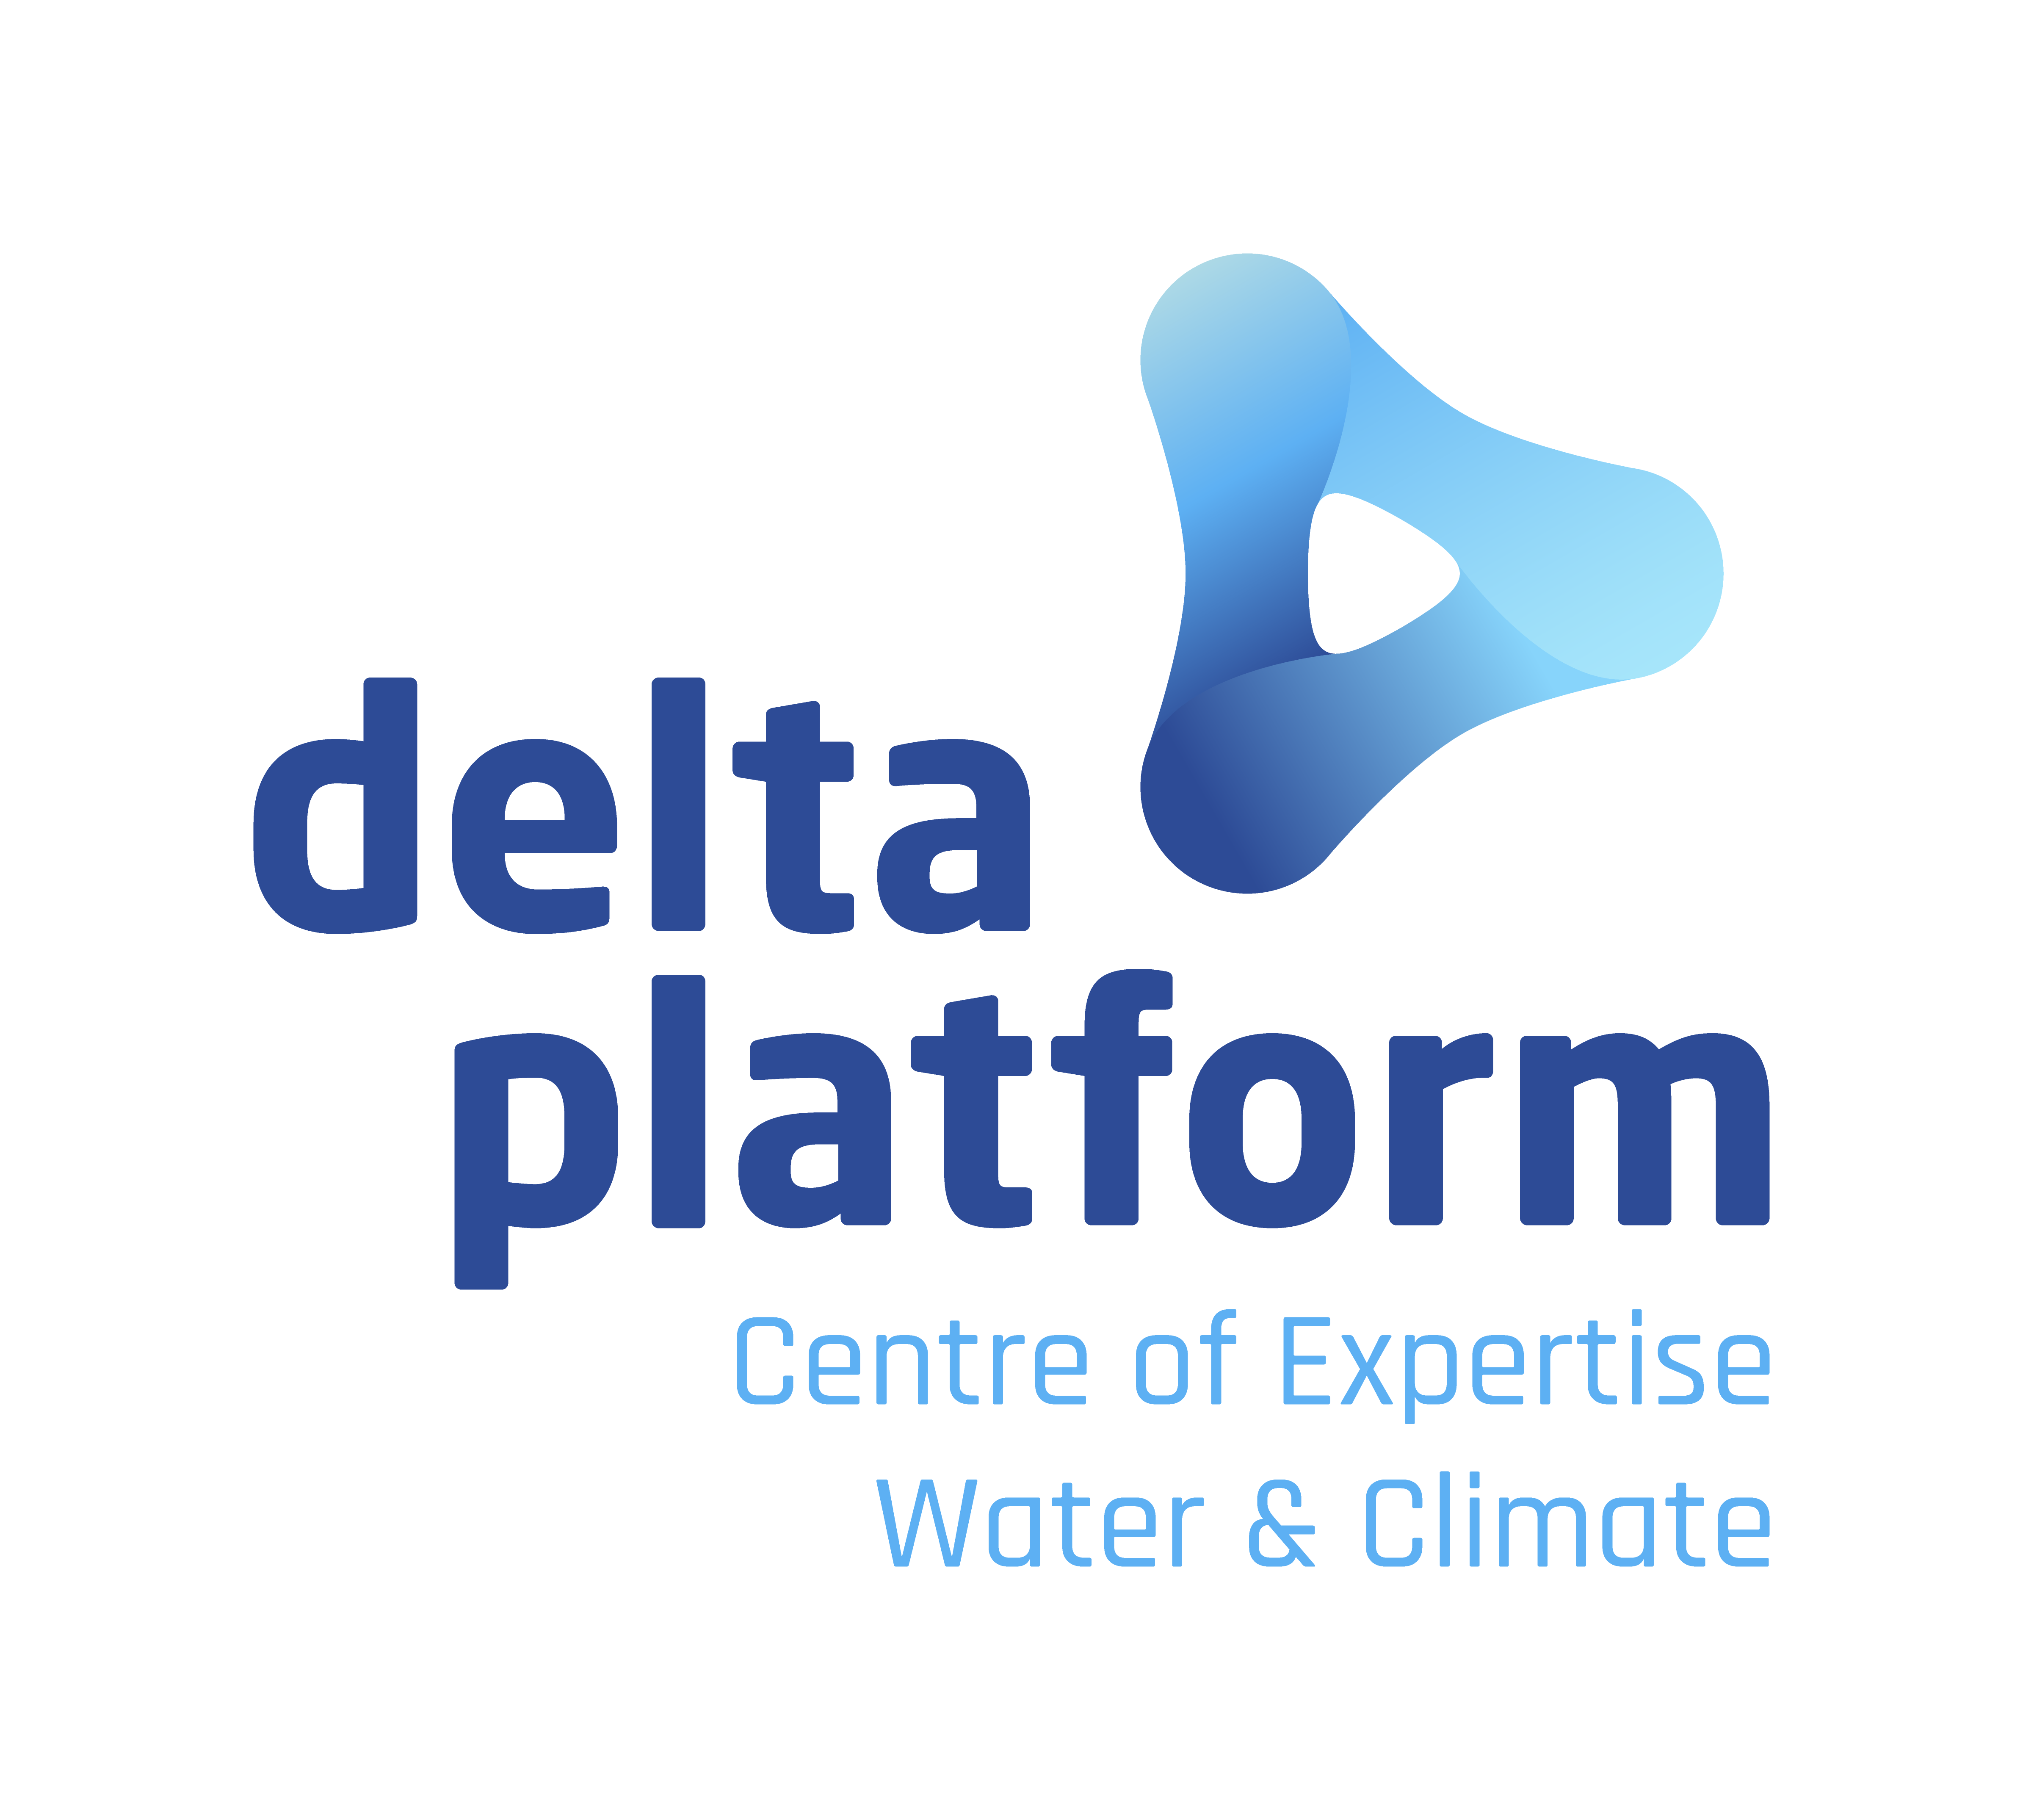 delta
platform
Centre of Expertise
Water & Climate